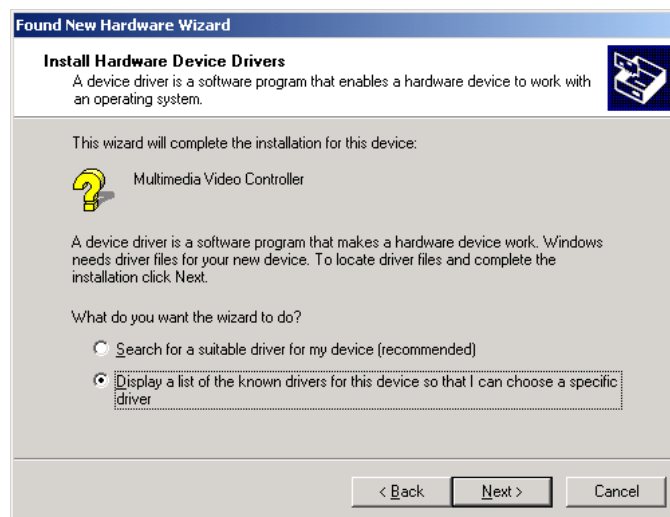 Found New Hardware Wizard
Install Hardware Device Drivers
A device driver is a software program that enables a hardware device to work with
an operating system.
This wizard will complete the installation for this device:
Multimedia Video Controller
A device driver is a software program that makes a hardware device work. Windows
needs driver files for your new device. To locate driver files and complete the
installation click Next.
What do you want the wizard to do?
Search for a suitable driver for my device (recommended)
Display a list of the known drivers for this device so that I can choose a specific
driver
< Back Next > Cancel